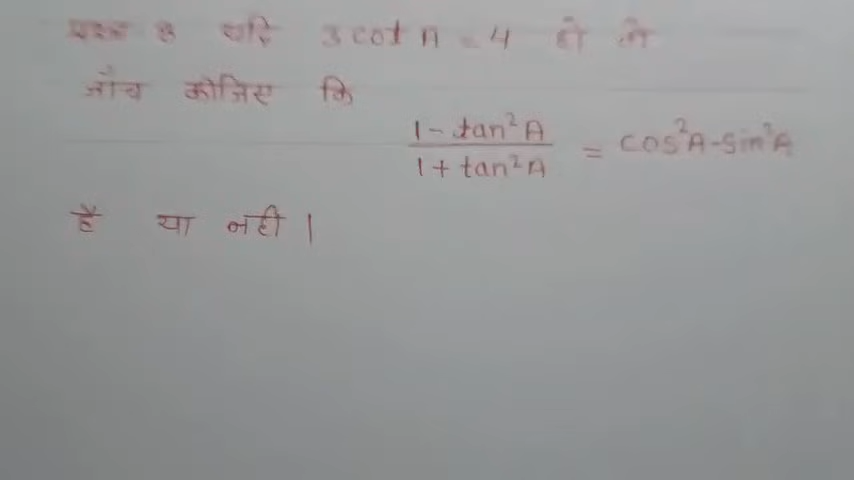 प्रश्न 8 यदि 3 cot A = 4 हो तो
जाँच कीजिए कि
1 - tan²A / 1 + tan²A = cos²A - sin²A
है या नहीं |